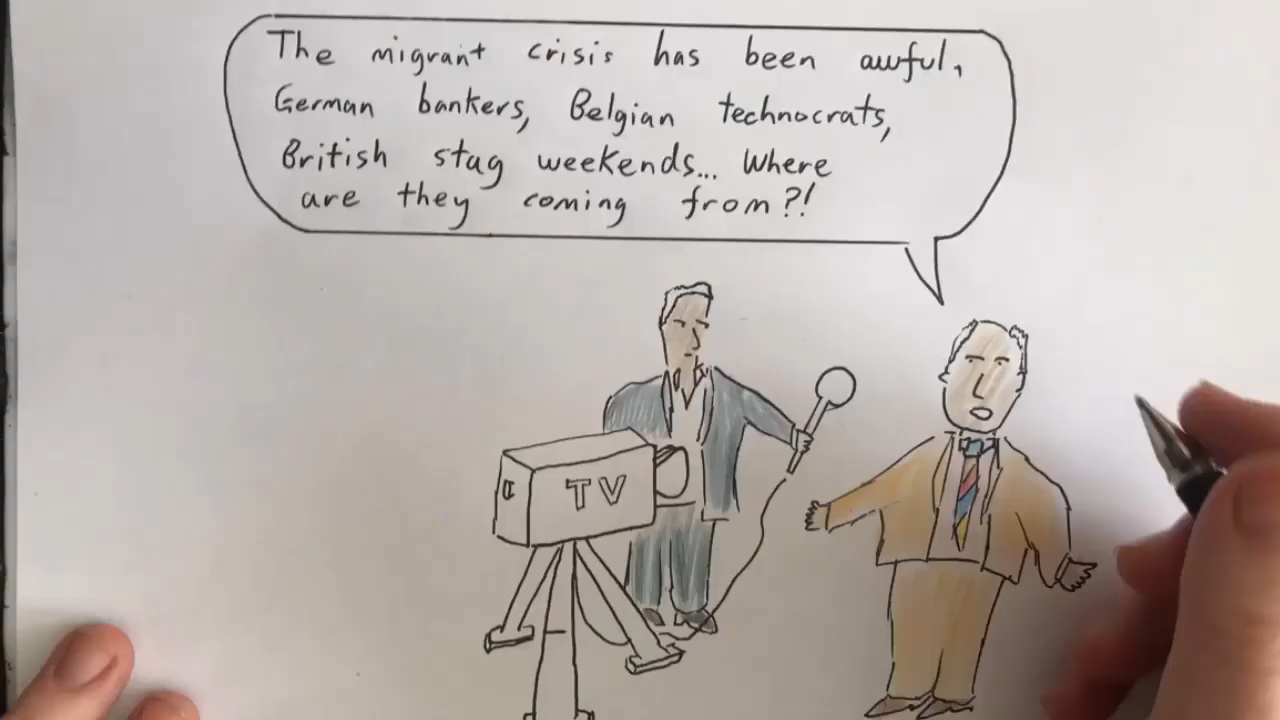 The migrant crisis has been awful,
German bankers, Belgian technocrats,
British stag weekends... Where
are they coming from?!
TV